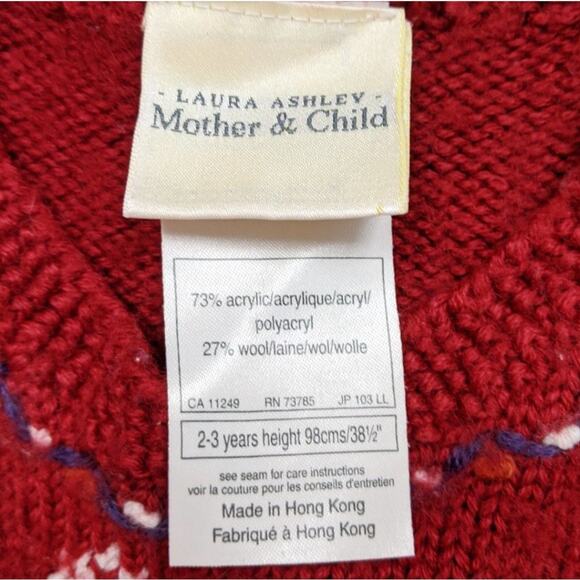 - LAURA ASHLEY -
Mother & Child
73% acrylic/acrylique/acryl/
polyacryl
27% wool/laine/wol/wolle
CA 11249 RN 73785 JP 103 LL
2-3 years height 98cms/38½"
see seam for care instructions
voir la couture pour les conseils d'entretien
Made in Hong Kong
Fabriqué à Hong Kong